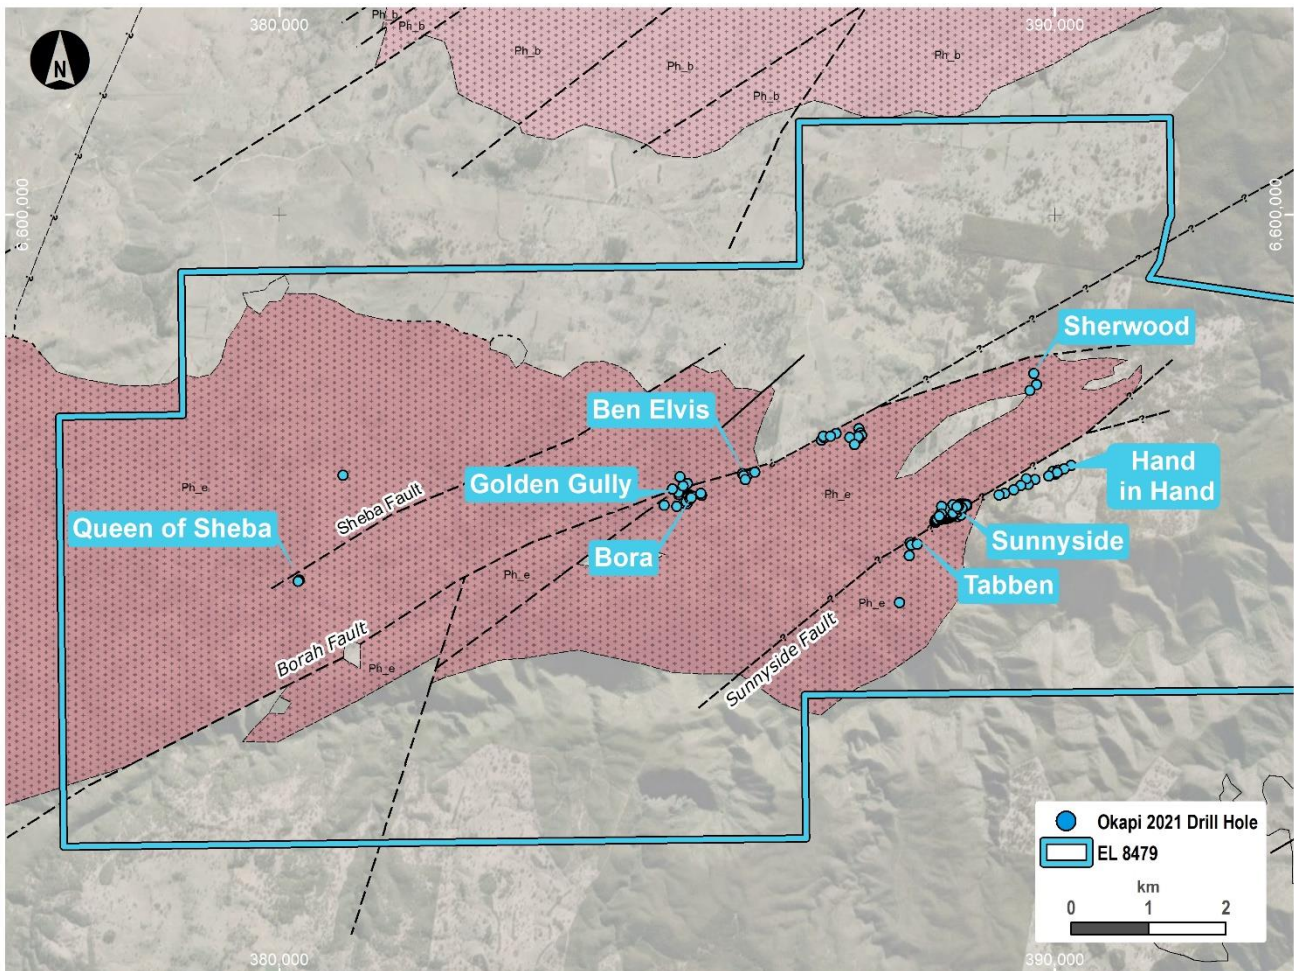 380,000
390,000
Ph_b
Ph_b
Ph_b
Ph_b
Ph_b
Ph_b
N
6,600,000
6,600,000
Sherwood
Ben Elvis
Hand
in Hand
Golden Gully
Ph_e
Ph_e
Sheba Fault
Queen of Sheba
Sunnyside
Bora
Ph_e
Tabben
Ph_e
Borah Fault
Ph_e
Sunnyside Fault
Okapi 2021 Drill Hole
EL 8479
km
0 1 2
380,000
390,000
? ? ? ? ? ? ? ? ? ? ? ? ?